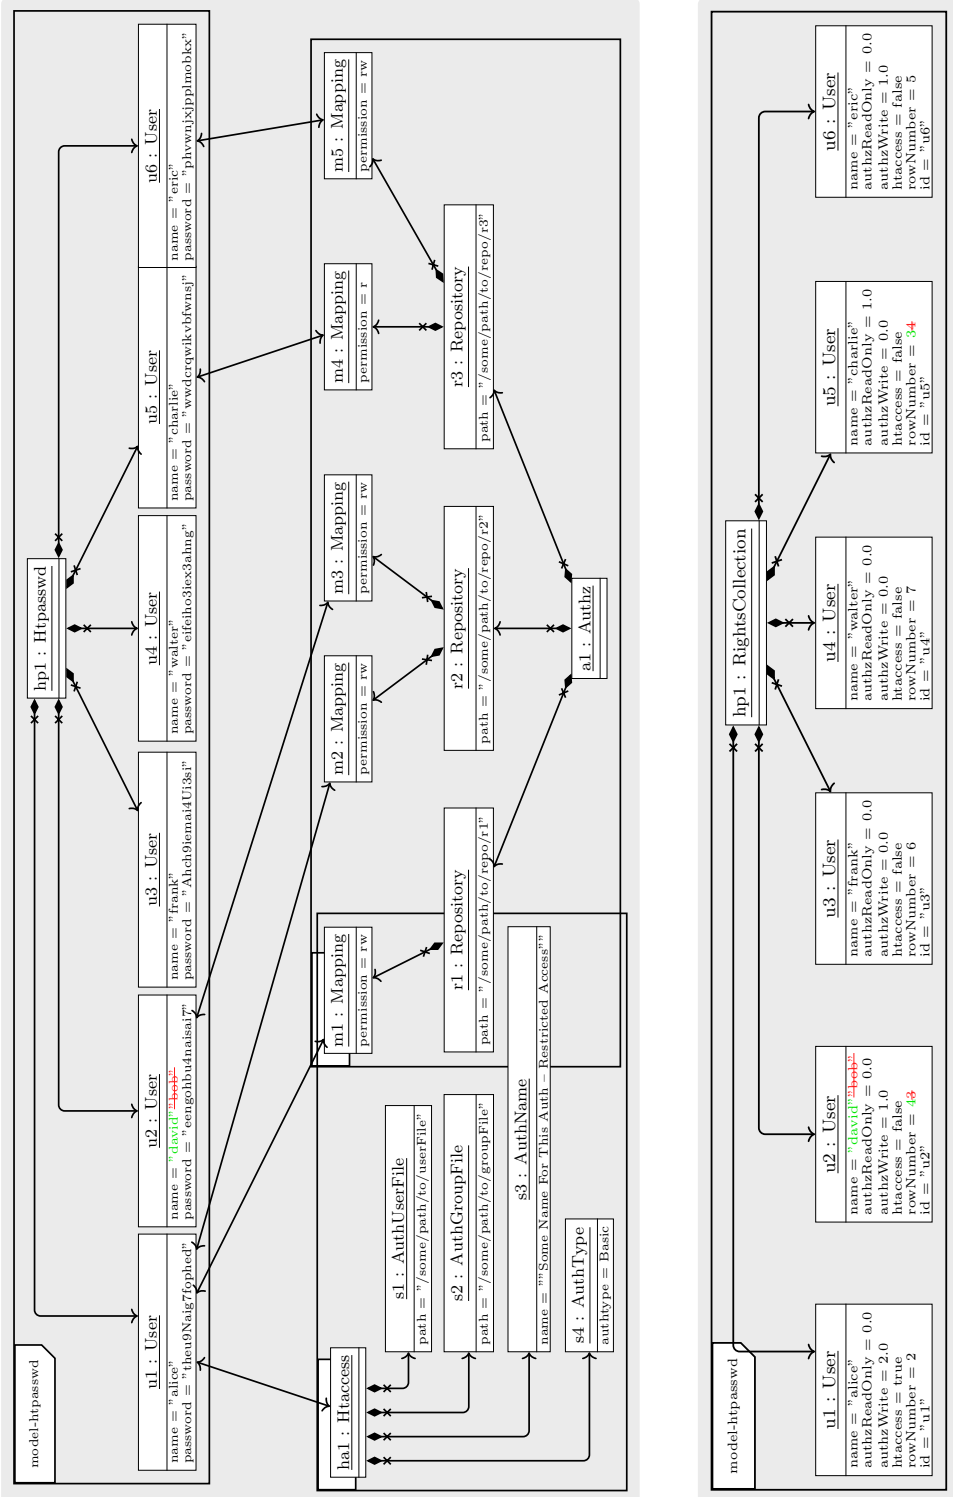 model-htpasswd
hp1 : Htpasswd
u1 : User
name = "alice"
password = "theu9Naig7fophed"
u2 : User
name = "david""bob"
password = "eengohbu4naisai7"
u3 : User
name = "frank"
password = "Ahch9iemai4Ui3si"
u4 : User
name = "walter"
password = "eifeiho3iex3ahng"
u5 : User
name = "charlie"
password = "wwdcrqwlkvbfwnsj"
u6 : User
name = "eric"
password = "phvwnjxjpplmobkx"
ha1 : Htaccess
m1 : Mapping
permission = rw
m2 : Mapping
permission = rw
m3 : Mapping
permission = rw
m4 : Mapping
permission = r
m5 : Mapping
permission = rw
s1 : AuthUserFile
path = "/some/path/to/userFile"
s2 : AuthGroupFile
path = "/some/path/to/groupFile"
r1 : Repository
path = "/some/path/to/repo/r1"
r2 : Repository
path = "/some/path/to/repo/r2"
r3 : Repository
path = "/some/path/to/repo/r3"
s3 : AuthName
name = ""Some Name For This Auth – Restricted Access""
s4 : AuthType
authtype = Basic
a1 : Authz
model-htpasswd
hp1 : RightsCollection
u1 : User
name = "alice"
authzReadOnly = 0.0
authzWrite = 2.0
htaccess = true
rowNumber = 2
id = "u1"
u2 : User
name = "david""bob"
authzReadOnly = 0.0
authzWrite = 1.0
htaccess = false
rowNumber = 43
id = "u2"
u3 : User
name = "frank"
authzReadOnly = 0.0
authzWrite = 0.0
htaccess = false
rowNumber = 6
id = "u3"
u4 : User
name = "walter"
authzReadOnly = 0.0
authzWrite = 0.0
htaccess = false
rowNumber = 7
id = "u4"
u5 : User
name = "charlie"
authzReadOnly = 1.0
authzWrite = 0.0
htaccess = false
rowNumber = 34
id = "u5"
u6 : User
name = "eric"
authzReadOnly = 0.0
authzWrite = 1.0
htaccess = false
rowNumber = 5
id = "u6"